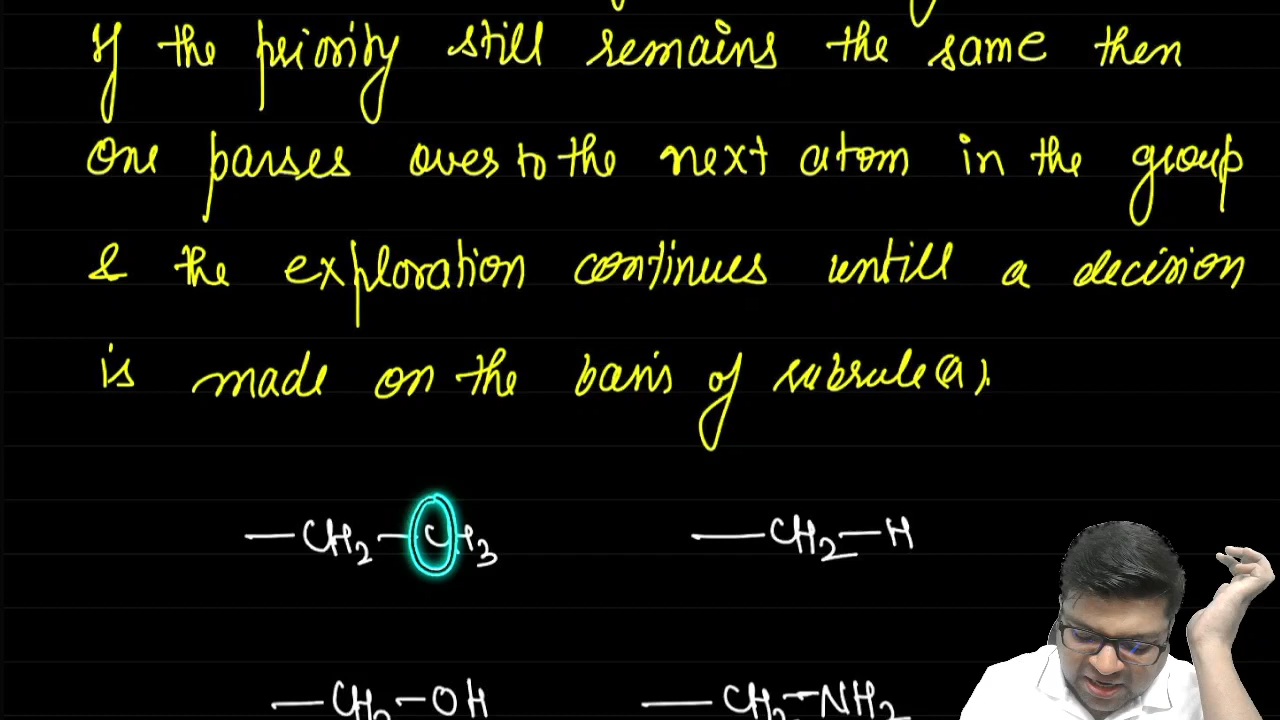 If the priority still remains the same then
one passes over to the next atom in the group
& the exploration continues untill a decision
is made on the basis of subrule(a).
—CH2—CH3 —CH2—H
—CH2—OH —CH2—NH2